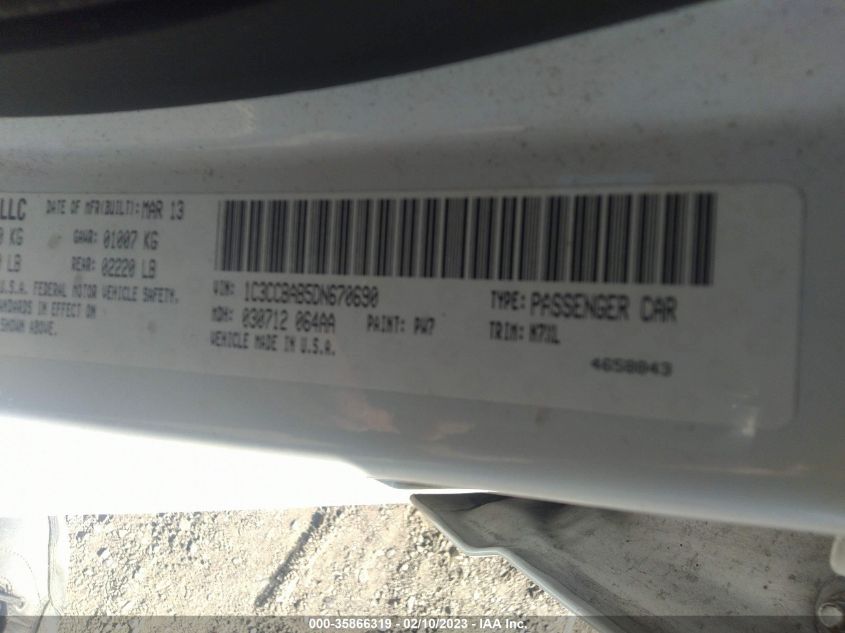 LLC DATE OF MFR(BUILT): MAR 13
KG GAWR: 01007 KG
LB REAR: 02220 LB
U.S.A. FEDERAL MOTOR VEHICLE SAFETY.
IN EFFECT ON
SHOWN ABOVE.
VIN: 1C3CCBAB5DN670690 TYPE: PASSENGER CAR
MDH: 030712 064AA PAINT: PW7 TRIM: M7XL
VEHICLE MADE IN U.S.A.
4658843
000-35866319 - 02/10/2023 - IAA Inc.